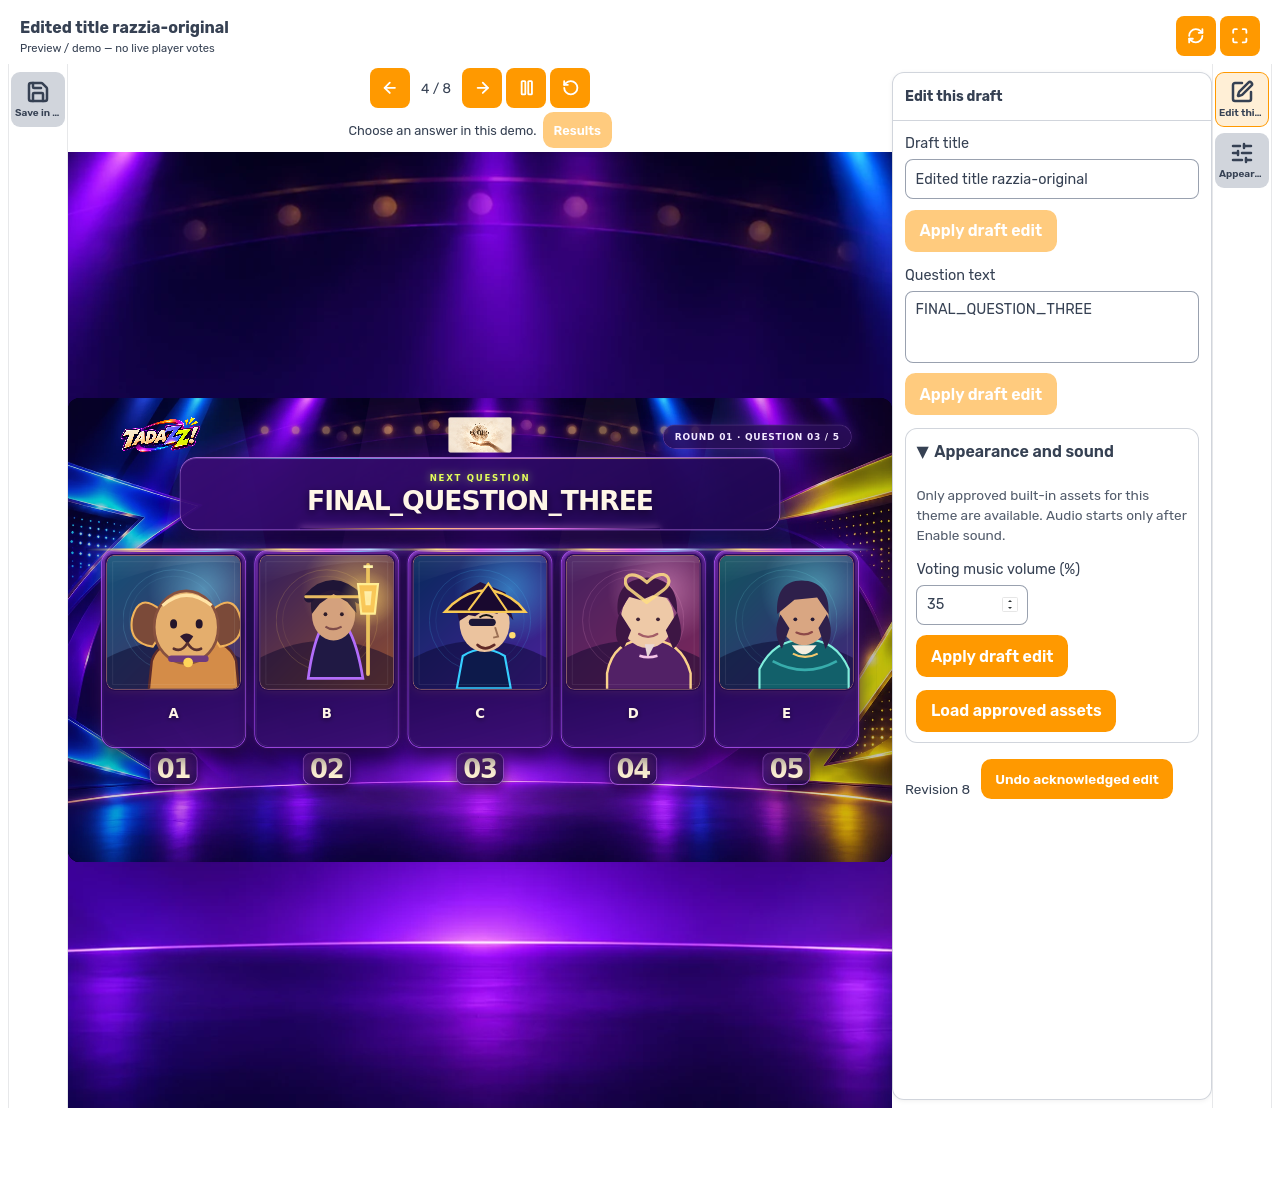 Edited title razzia-original
Preview / demo — no live player votes
Save in ...
4 / 8
Choose an answer in this demo.
Results
TADAZZ!
ROUND 01 · QUESTION 03 / 5
NEXT QUESTION
FINAL_QUESTION_THREE
A
B
C
D
E
01
02
03
04
05
Edit this draft
Draft title
Edited title razzia-original
Apply draft edit
Question text
FINAL_QUESTION_THREE
Apply draft edit
▼ Appearance and sound
Only approved built-in assets for this
theme are available. Audio starts only after
Enable sound.
Voting music volume (%)
35
Apply draft edit
Load approved assets
Revision 8
Undo acknowledged edit
Edit thi...
Appear...